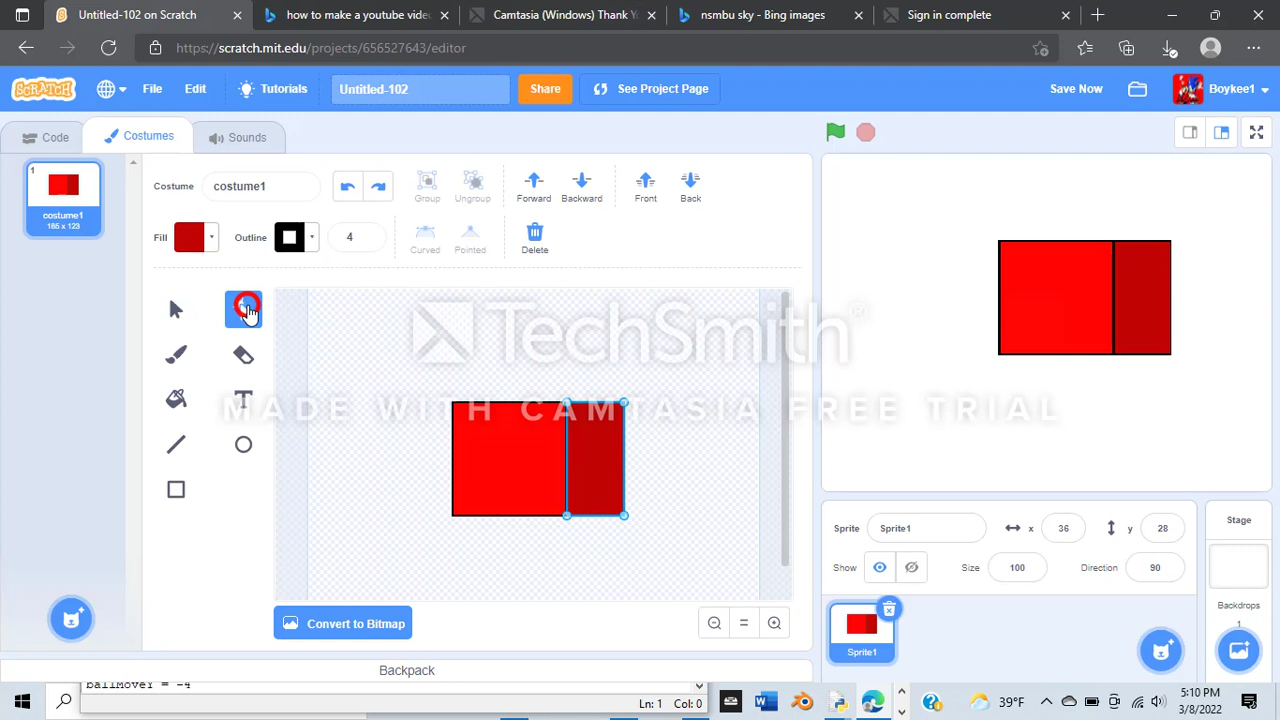 Untitled-102 on Scratch
how to make a youtube video
Camtasia (Windows) Thank Y
nsmbu sky - Bing images
Sign in complete
https://scratch.mit.edu/projects/656527643/editor
SCRATCH
File
Edit
Tutorials
Untitled-102
Share
See Project Page
Save Now
Boykee1
Code
Costumes
Sounds
1
costume1
185 x 123
Costume
costume1
Group
Ungroup
Forward
Backward
Front
Back
Fill
Outline
4
Curved
Pointed
Delete
TechSmith®
MADE WITH CAMTASIA FREE TRIAL
Convert to Bitmap
Backpack
Sprite
Sprite1
x
36
y
28
Show
Size
100
Direction
90
Sprite1
Stage
Backdrops
1
ballMoveY = -4
Ln: 1
Col: 0
39°F
5:10 PM
3/8/2022